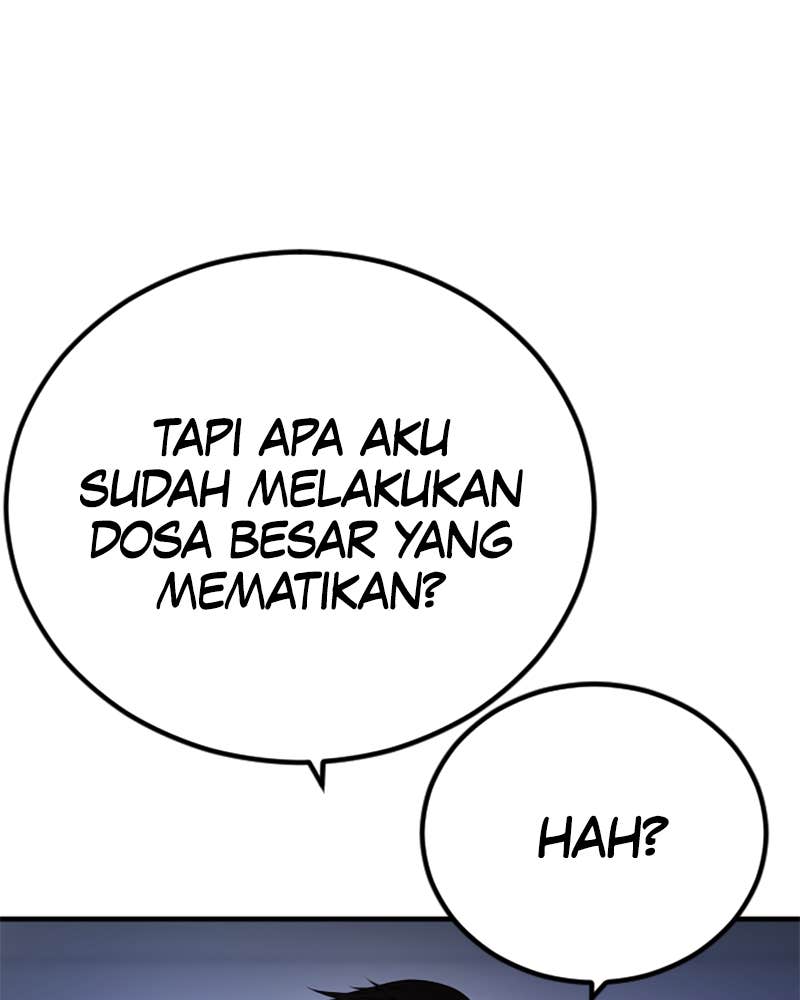 TAPI APA AKU
SUDAH MELAKUKAN
DOSA BESAR YANG
MEMATIKAN?
HAH?